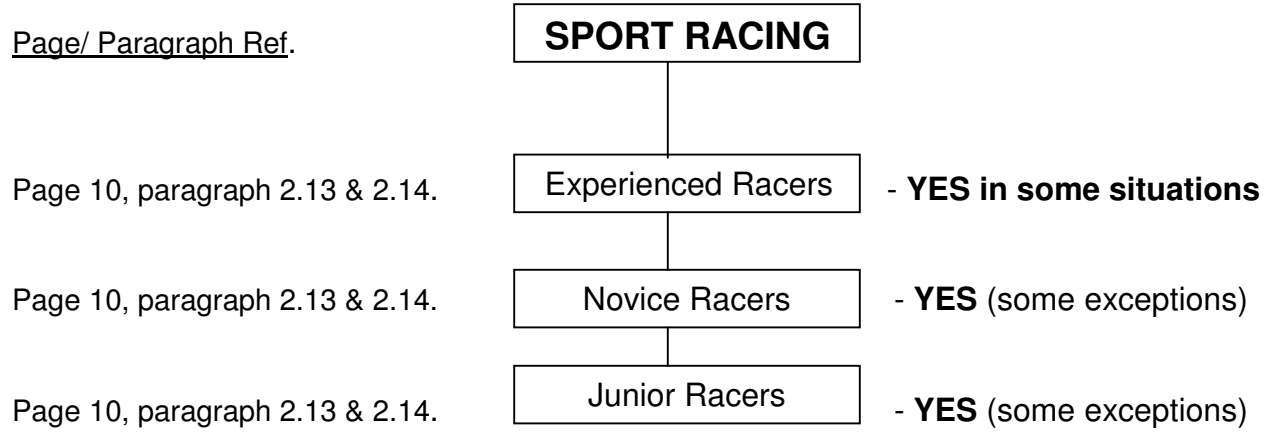 Page/ Paragraph Ref. SPORT RACING
Page 10, paragraph 2.13 & 2.14. Experienced Racers - YES in some situations
Page 10, paragraph 2.13 & 2.14. Novice Racers - YES (some exceptions)
Page 10, paragraph 2.13 & 2.14. Junior Racers - YES (some exceptions)